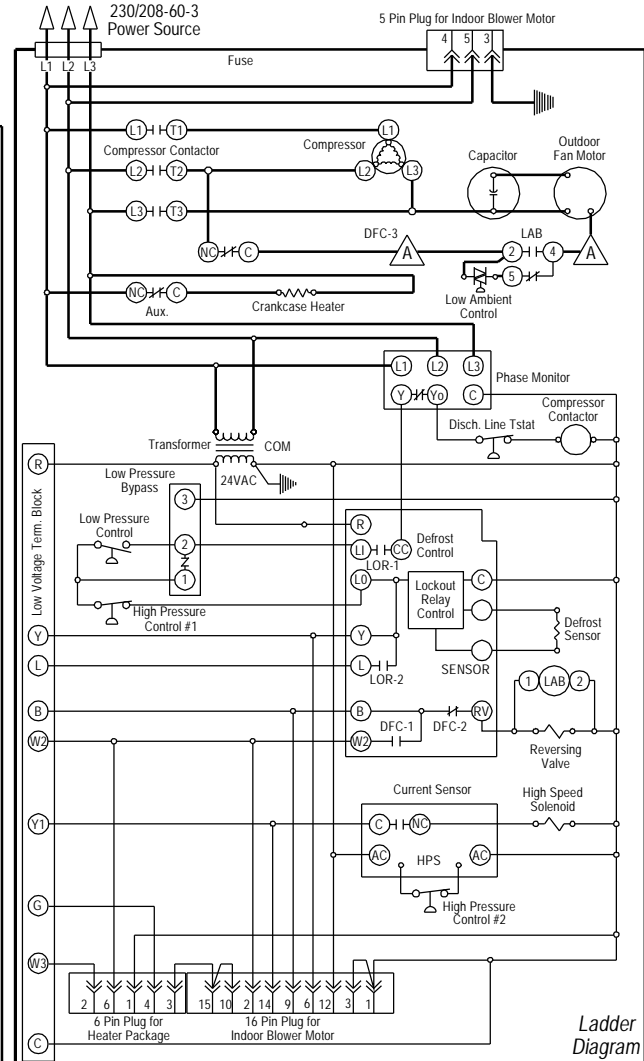 230/208-60-3
Power Source
5 Pin Plug for Indoor Blower Motor
4 5 3
Fuse
L1 L2 L3
L1 T1
L1
Compressor Contactor
Compressor
L2 T2
L2 L3
Capacitor
Outdoor
Fan Motor
L3 T3
NC C
DFC-3
A
LAB
2 4
A
5
Low Ambient
Control
NC C
Aux.
Crankcase Heater
L1 L2 L3
Phase Monitor
Y Yo C
Compressor
Contactor
Disch. Line Tstat
Transformer
COM
24VAC
Low Voltage Term. Block
R
Low Pressure
Bypass
3
Low Pressure
Control
2
1
High Pressure
Control #1
R
LI CC
Defrost
Control
LOR-1
L0
Lockout
Relay
Control
C
Defrost
Sensor
SENSOR
Y
Y
L
L
LOR-2
1 LAB 2
B
B
DFC-1
DFC-2
RV
W2
W2
Reversing
Valve
Current Sensor
High Speed
Solenoid
Y1
C NC
AC
HPS
AC
High Pressure
Control #2
G
W3
2 6 1 4 3
15 10 2 14 9 6 12 3 1
6 Pin Plug for
Heater Package
16 Pin Plug for
Indoor Blower Motor
C
Ladder
Diagram